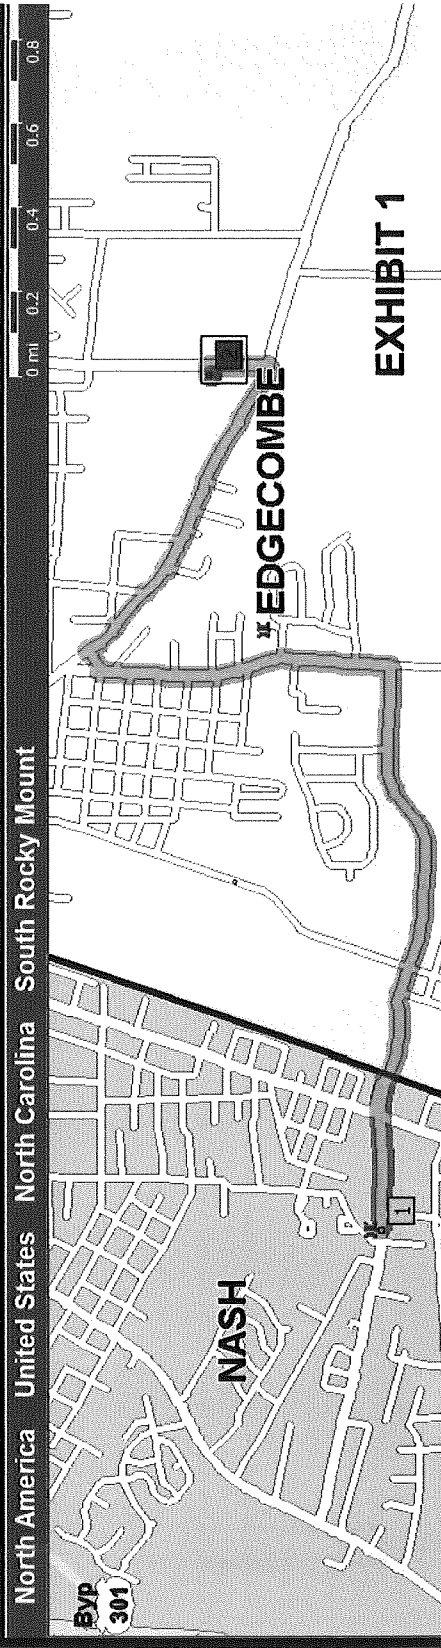 North America United States North Carolina South Rocky Mount
0 mi 0.2 0.4 0.6 0.8
Byp
301
NASH
1
EDGECOMBE
2
EXHIBIT 1